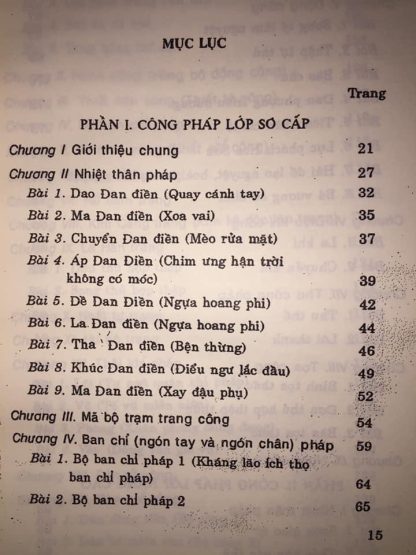 MỤC LỤC
Trang
PHẦN I. CÔNG PHÁP LỚP SƠ CẤP
Chương I Giới thiệu chung 21
Chương II Nhiệt thân pháp 27
Bài 1. Dao Đan điền (Quay cánh tay) 32
Bài 2. Ma Đan điền (Xoa vai) 35
Bài 3. Chuyển Đan điền (Mèo rửa mặt) 37
Bài 4. Áp Đan Điền (Chim ưng hận trời
không có móc) 39
Bài 5. Dề Đan Điền (Ngựa hoang phi) 42
Bài 6. La Đan điền (Ngựa hoang phi) 44
Bài 7. Tha Đan điền (Bện thừng) 46
Bài 8. Khúc Đan điền (Điểu ngư lắc đầu) 49
Bài 9. Ma Đan điền (Xay đậu phụ) 52
Chương III. Mã bộ trạm trang công 54
Chương IV. Ban chỉ (ngón tay và ngón chân) pháp 59
Bài 1. Bộ ban chỉ pháp 1 (Kháng lão ích thọ
ban chỉ pháp) 64
Bài 2. Bộ ban chỉ pháp 2 65
15